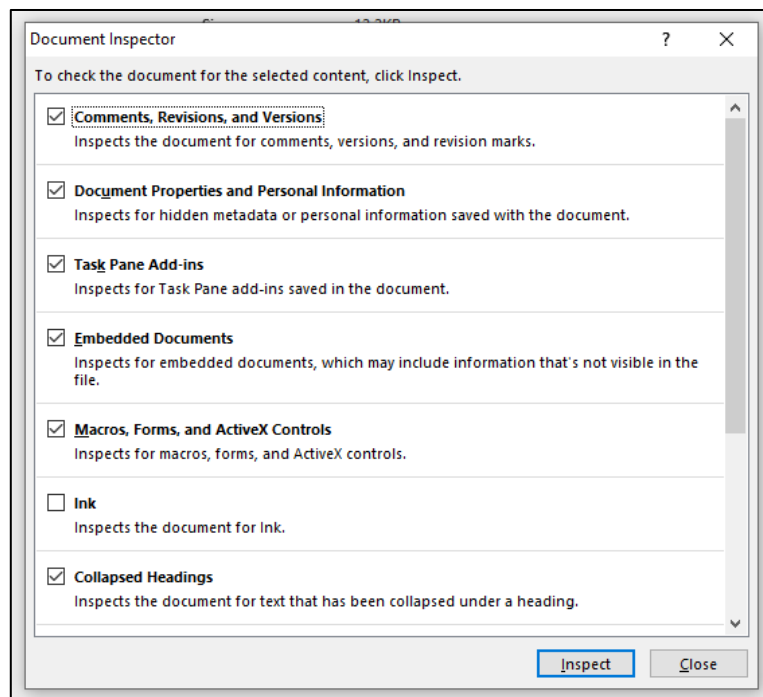 Document Inspector ?
To check the document for the selected content, click Inspect.
Comments, Revisions, and Versions
Inspects the document for comments, versions, and revision marks.
Document Properties and Personal Information
Inspects for hidden metadata or personal information saved with the document.
Task Pane Add-ins
Inspects for Task Pane add-ins saved in the document.
Embedded Documents
Inspects for embedded documents, which may include information that's not visible in the
file.
Macros, Forms, and ActiveX Controls
Inspects for macros, forms, and ActiveX controls.
Ink
Inspects the document for Ink.
Collapsed Headings
Inspects the document for text that has been collapsed under a heading.
Inspect Close